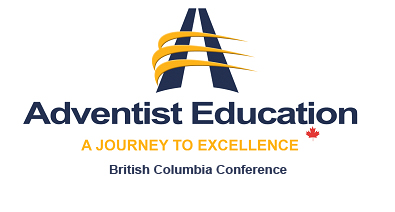 Adventist Education
A JOURNEY TO EXCELLENCE
British Columbia Conference